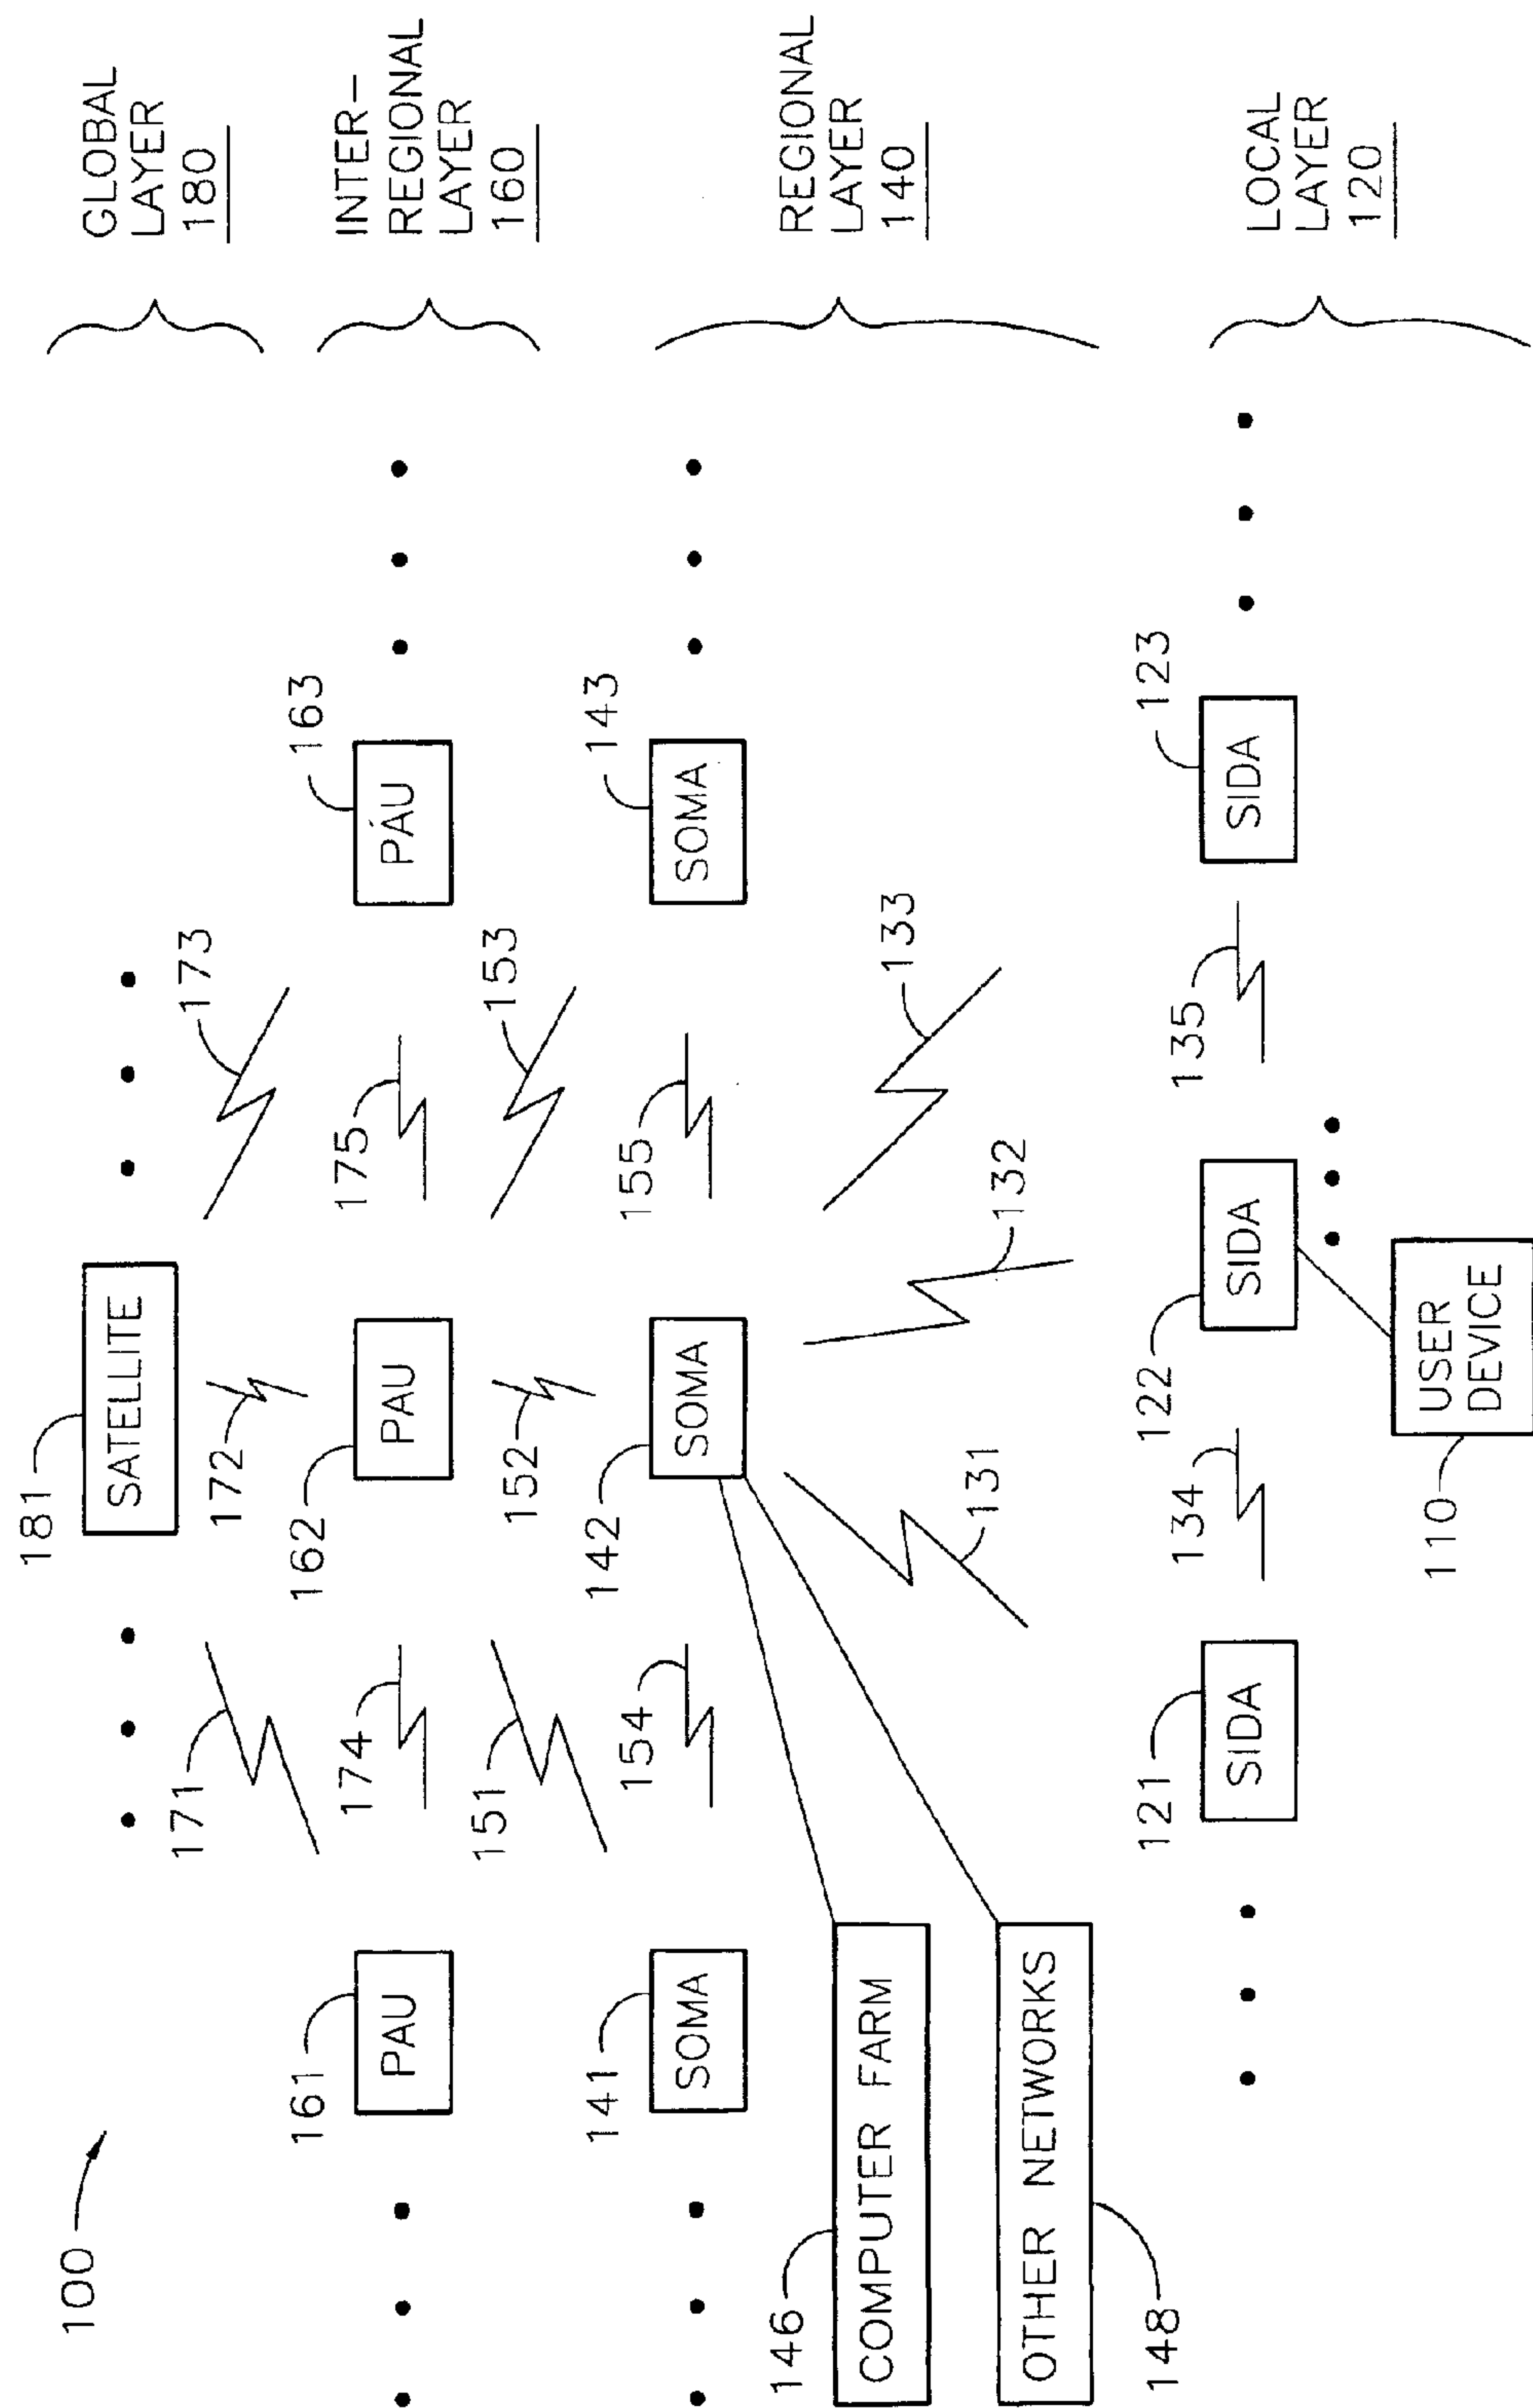 100
181
SATELLITE
GLOBAL
LAYER
180
171
172
173
161
PAU
174
162
PAU
175
163
PAU
INTER-
REGIONAL
LAYER
160
151
152
153
141
SOMA
154
142
SOMA
155
143
SOMA
REGIONAL
LAYER
140
146
COMPUTER FARM
131
132
133
OTHER NETWORKS
148
121
SIDA
134
122
SIDA
135
123
SIDA
LOCAL
LAYER
120
110
USER
DEVICE